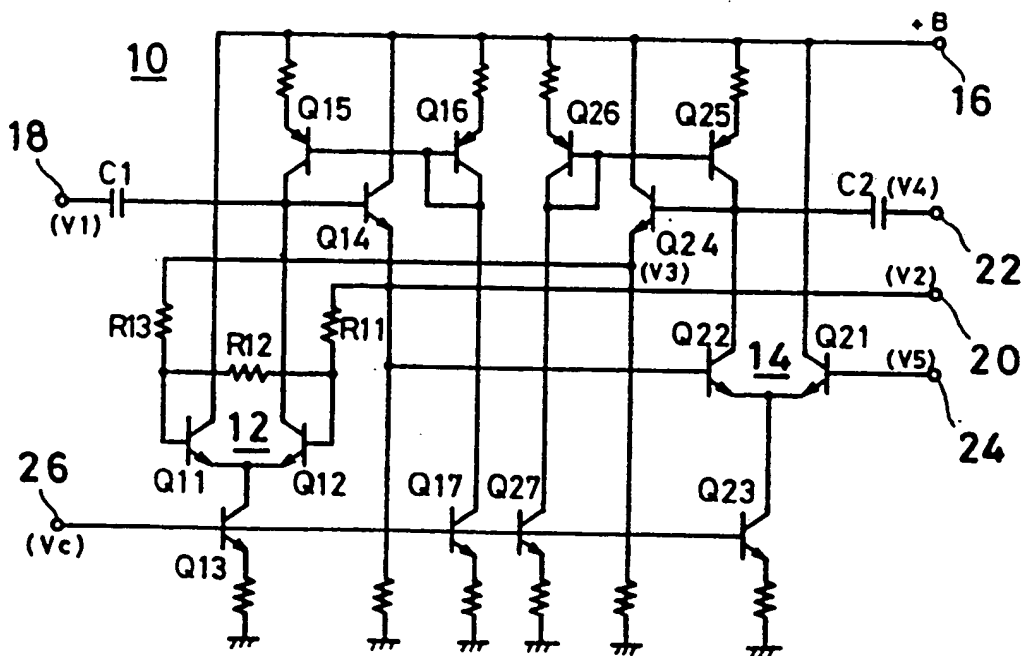 +B
10
16
Q15
Q16
Q26
Q25
18
C1
(V1)
C2
(V4)
Q14
Q24
22
(V3)
(V2)
R13
R11
20
R12
Q22
14
Q21
(V5)
12
24
26
Q11
Q12
Q17
Q27
Q23
(Vc)
Q13